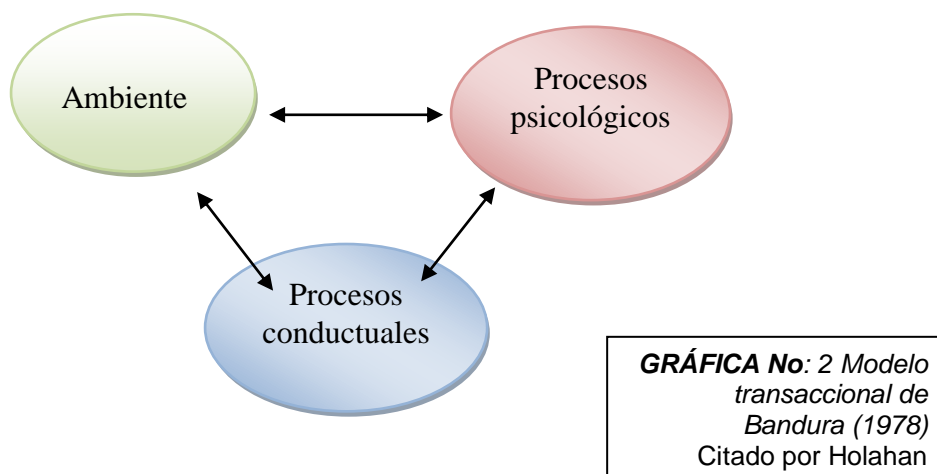 Ambiente
Procesos
psicológicos
Procesos
conductuales
GRÁFICA No: 2 Modelo
transaccional de
Bandura (1978)
Citado por Holahan